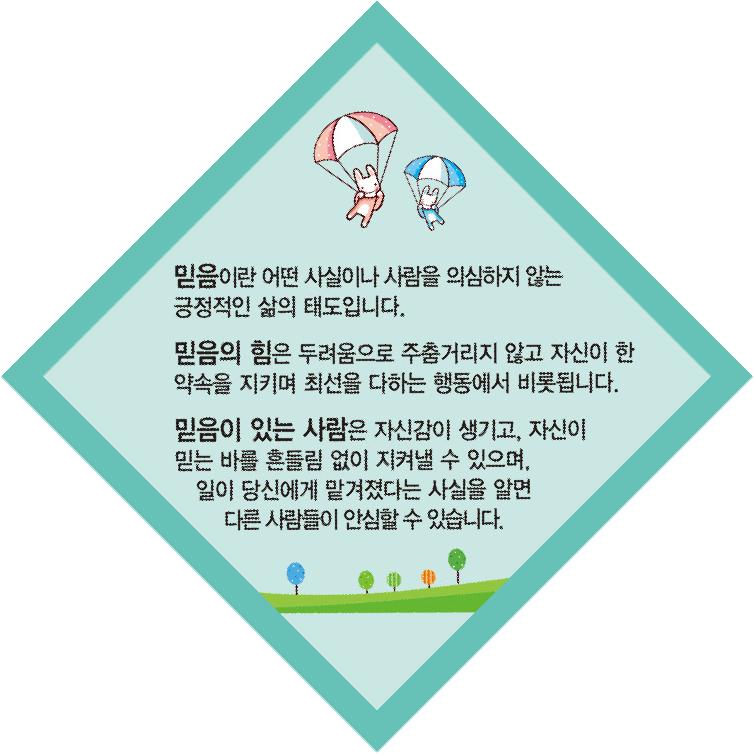 믿음이란 어떤 사실이나 사람을 의심하지 않는
긍정적인 삶의 태도입니다.
믿음의 힘은 두려움으로 주춤거리지 않고 자신이 한
약속을 지키며 최선을 다하는 행동에서 비롯됩니다.
믿음이 있는 사람은 자신감이 생기고, 자신이
믿는 바를 흔들림 없이 지켜낼 수 있으며,
일이 당신에게 맡겨졌다는 사실을 알면
다른 사람들이 안심할 수 있습니다.